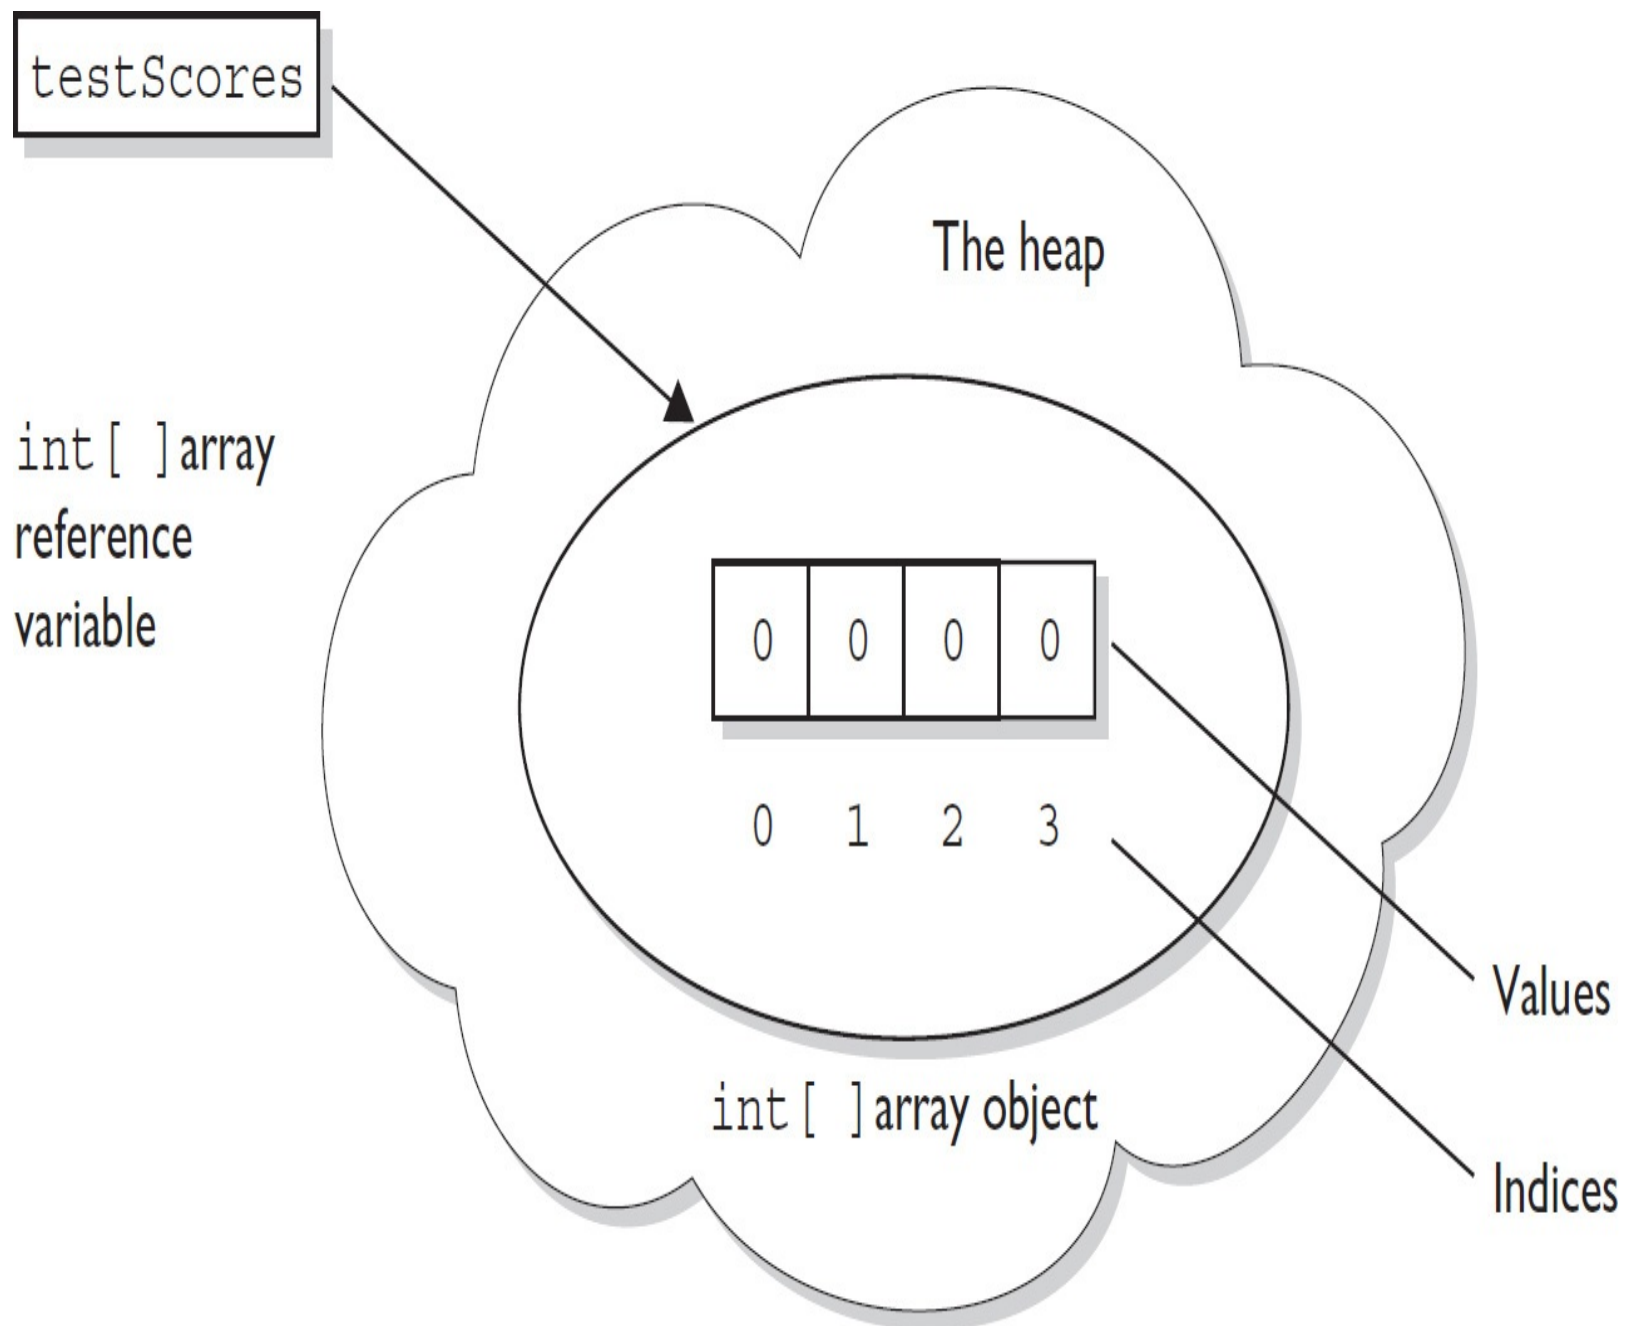 testScores
The heap
int[ ]array
reference
variable
0 0 0 0
0 1 2 3
Values
int[ ]array object
Indices